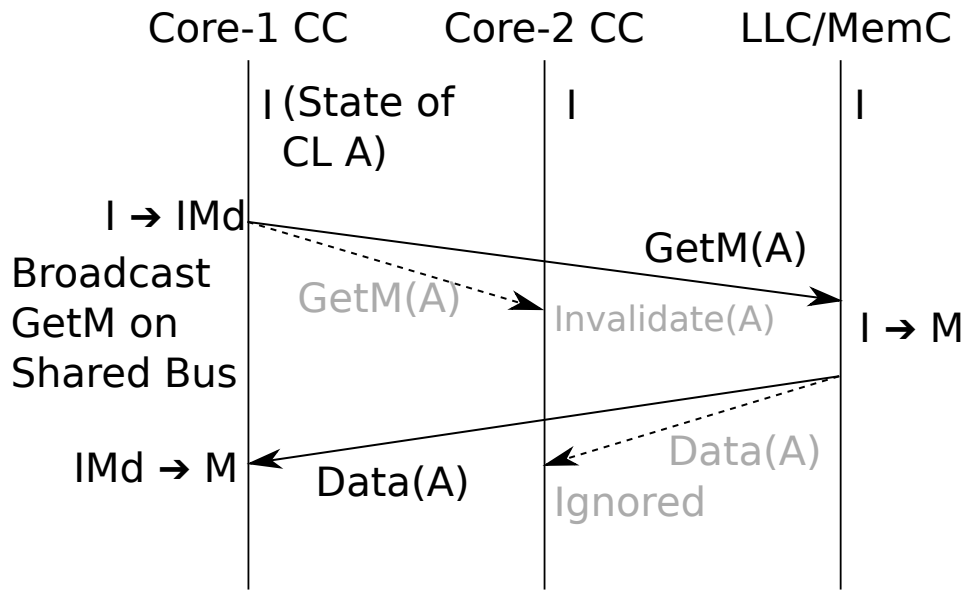 Core-1 CC
Core-2 CC
LLC/MemC
I (State of
CL A)
I
I
I → IMd
Broadcast
GetM on
Shared Bus
GetM(A)
GetM(A)
Invalidate(A)
I → M
IMd → M
Data(A)
Data(A)
Ignored